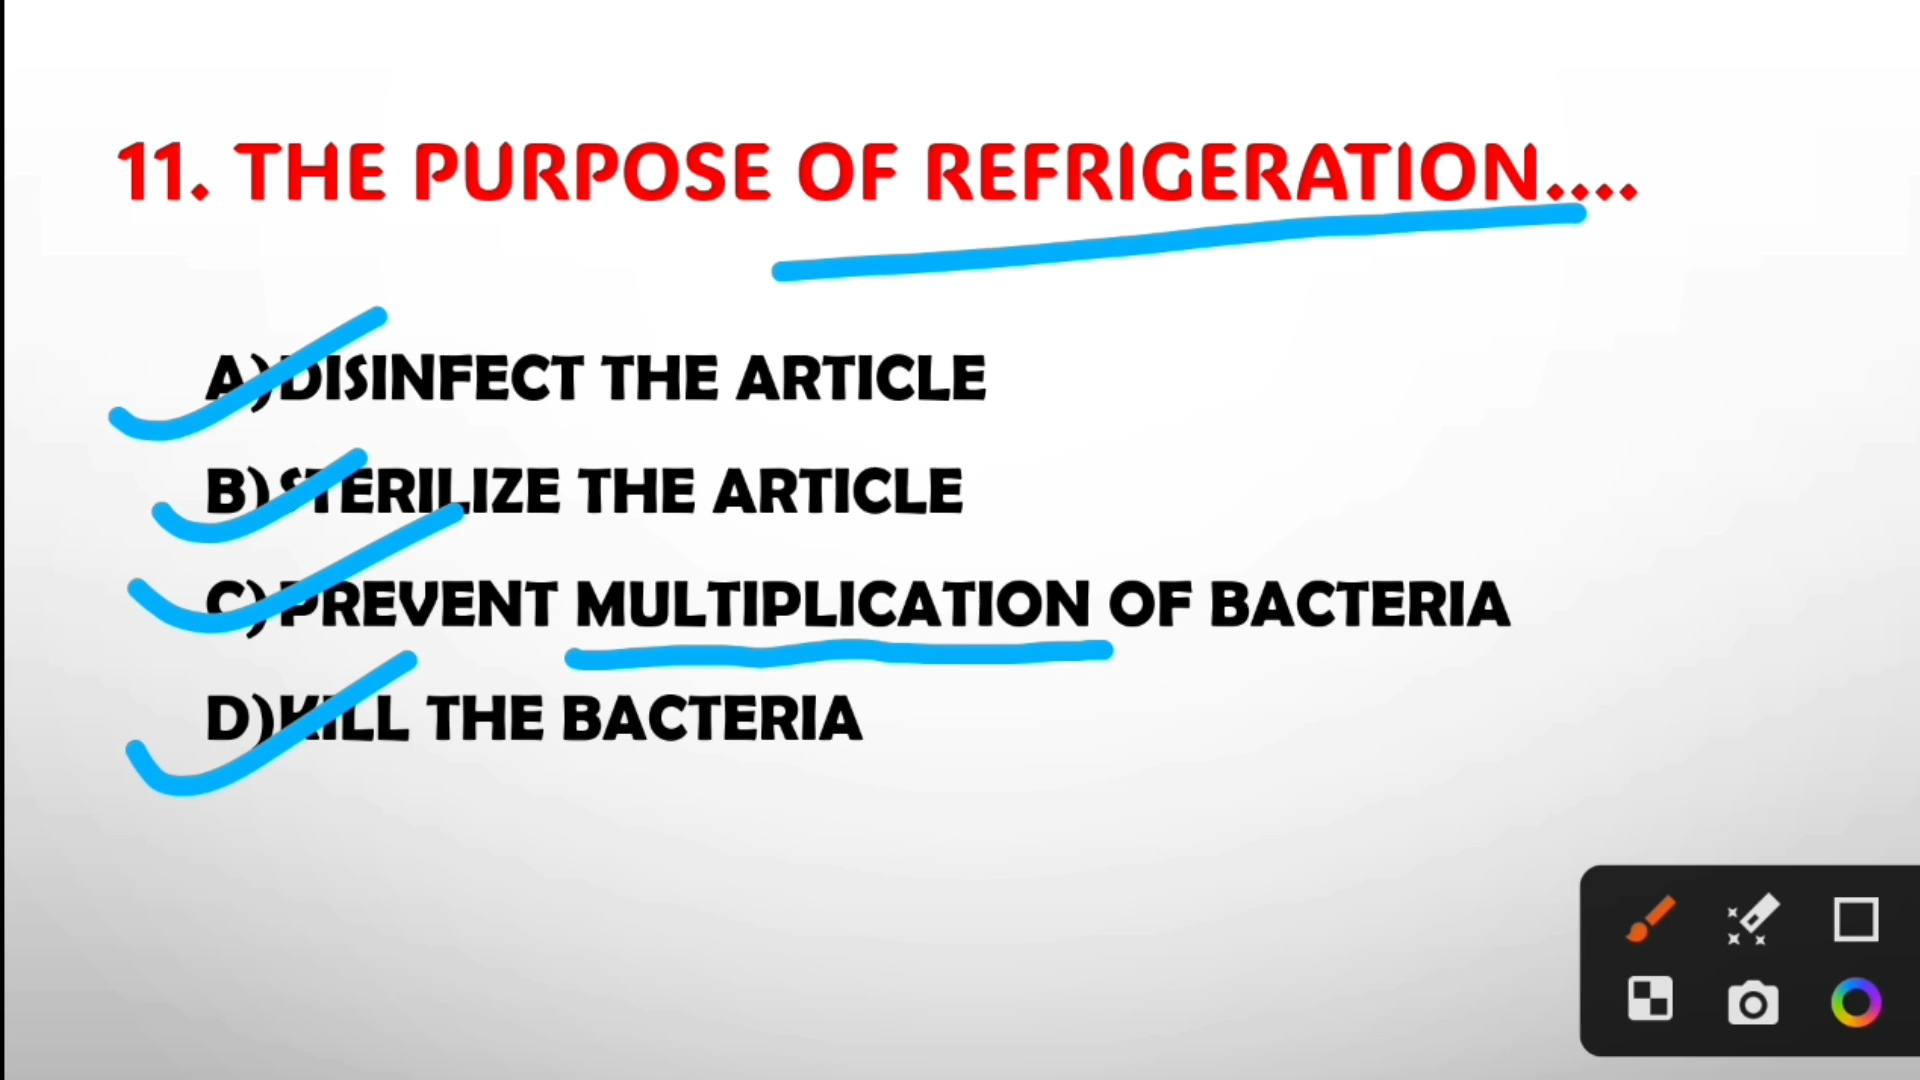 11. THE PURPOSE OF REFRIGERATION....
A)DISINFECT THE ARTICLE
B)STERILIZE THE ARTICLE
C)PREVENT MULTIPLICATION OF BACTERIA
D)KILL THE BACTERIA